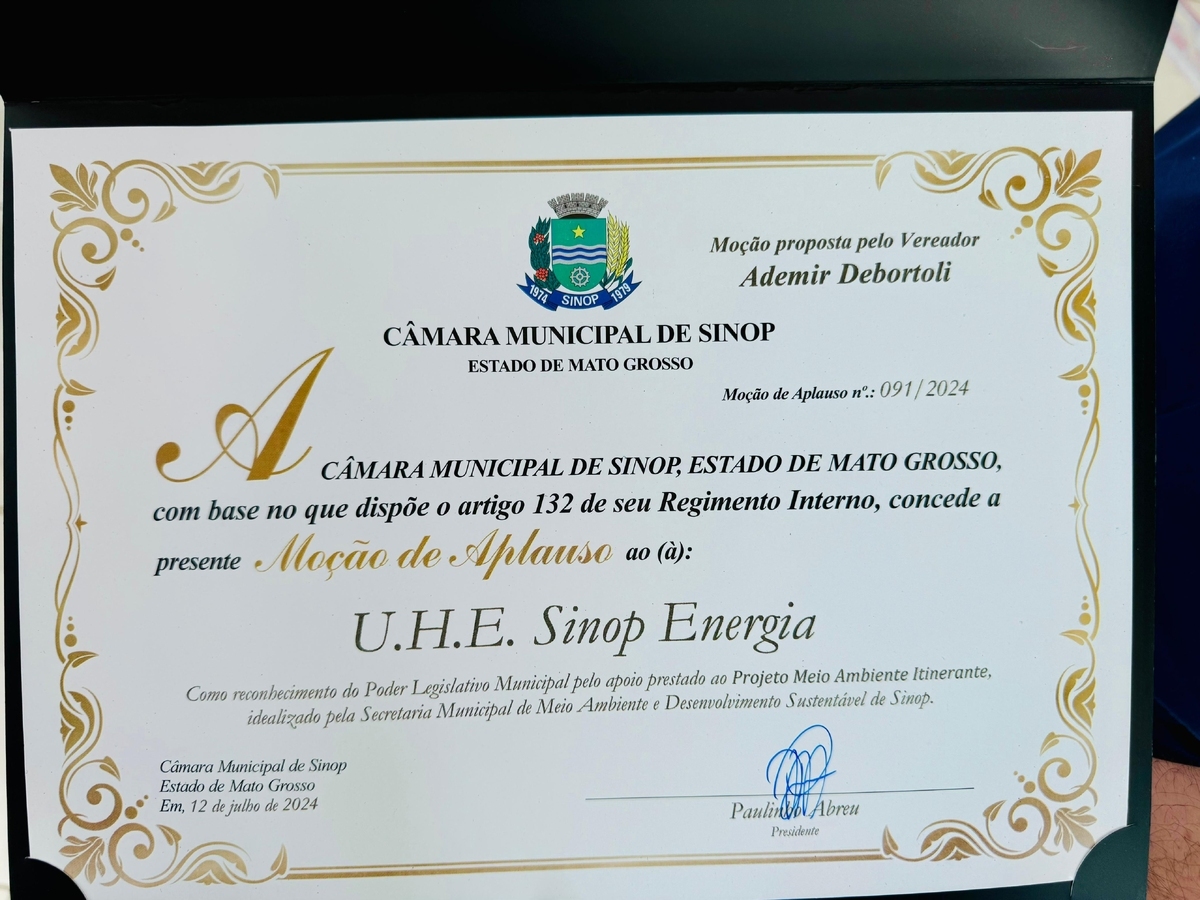 Moção proposta pelo Vereador
Ademir Debortoli
1974 SINOP 1979
CÂMARA MUNICIPAL DE SINOP
ESTADO DE MATO GROSSO
Moção de Aplauso nº.: 091/2024
A CÂMARA MUNICIPAL DE SINOP, ESTADO DE MATO GROSSO,
com base no que dispõe o artigo 132 de seu Regimento Interno, concede a
presente Moção de Aplauso ao (à):
U.H.E. Sinop Energia
Como reconhecimento do Poder Legislativo Municipal pelo apoio prestado ao Projeto Meio Ambiente Itinerante,
idealizado pela Secretaria Municipal de Meio Ambiente e Desenvolvimento Sustentável de Sinop.
Câmara Municipal de Sinop
Estado de Mato Grosso
Em, 12 de julho de 2024
Paulinho Abreu
Presidente